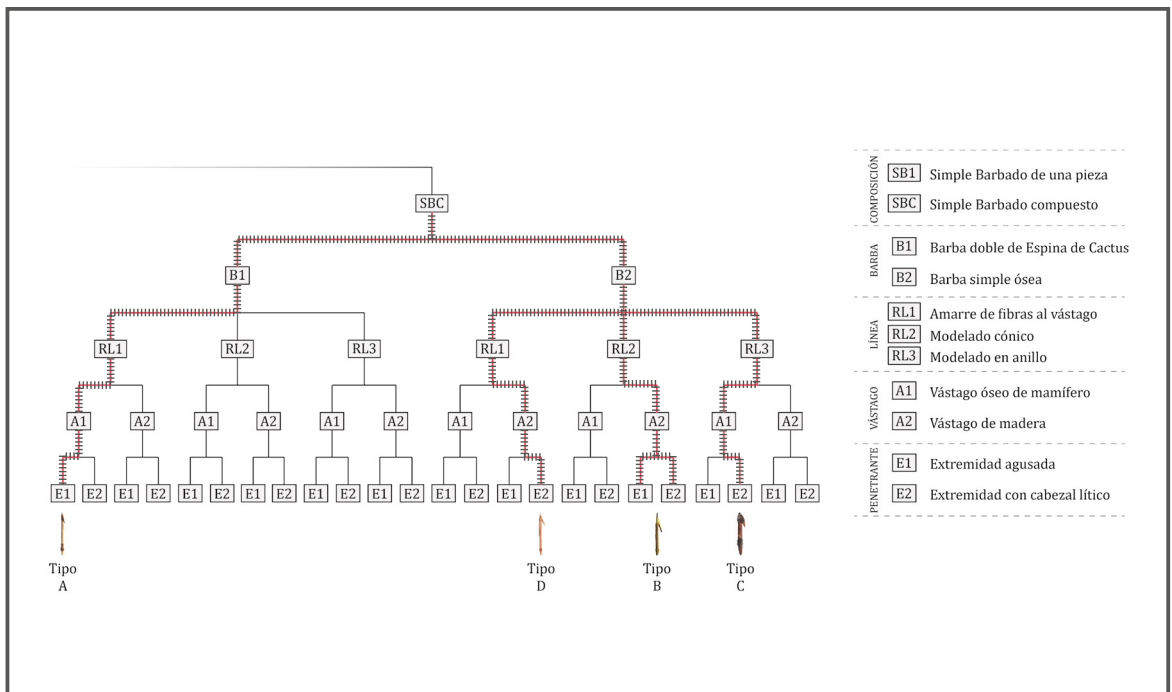 SBC
B1 B2
RL1 RL2 RL3 RL1 RL2 RL3
A1 A2 A1 A2 A1 A2 A1 A2 A1 A2 A1 A2
E1 E2 E1 E2 E1 E2 E1 E2 E1 E2 E1 E2 E1 E2 E1 E2 E1 E2 E1 E2 E1 E2 E1 E2
Tipo A
Tipo D
Tipo B
Tipo C
COMPOSICIÓN
SB1 Simple Barbado de una pieza
SBC Simple Barbado compuesto
BARBA
B1 Barba doble de Espina de Cactus
B2 Barba simple ósea
LÍNEA
RL1 Amarre de fibras al vástago
RL2 Modelado cónico
RL3 Modelado en anillo
VÁSTAGO
A1 Vástago óseo de mamífero
A2 Vástago de madera
PENETRANTE
E1 Extremidad agusada
E2 Extremidad con cabezal lítico